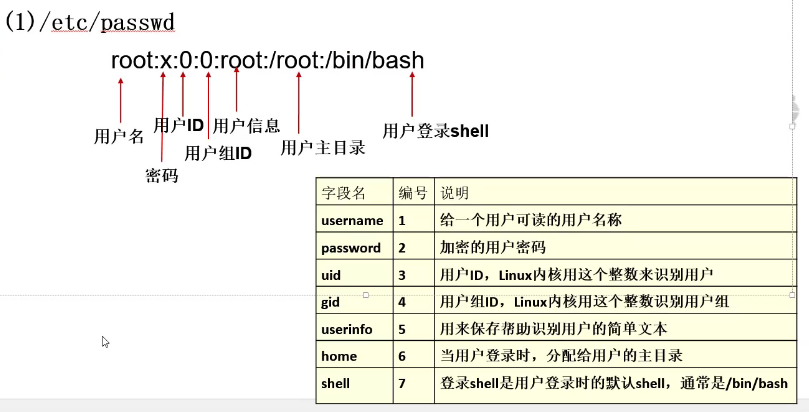 (1)/etc/passwd
root:x:0:0:root:/root:/bin/bash
用户名
密码
用户ID
用户组ID
用户信息
用户主目录
用户登录shell
字段名 编号 说明
username 1 给一个用户可读的用户名称
password 2 加密的用户密码
uid 3 用户ID，Linux内核用这个整数来识别用户
gid 4 用户组ID，Linux内核用这个整数识别用户组
userinfo 5 用来保存帮助识别用户的简单文本
home 6 当用户登录时，分配给用户的主目录
shell 7 登录shell是用户登录时的默认shell，通常是/bin/bash